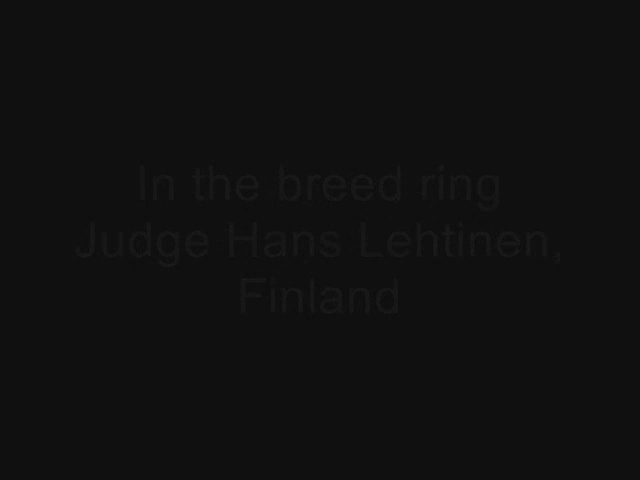 In the breed ring
Judge Hans Lehtinen,
Finland